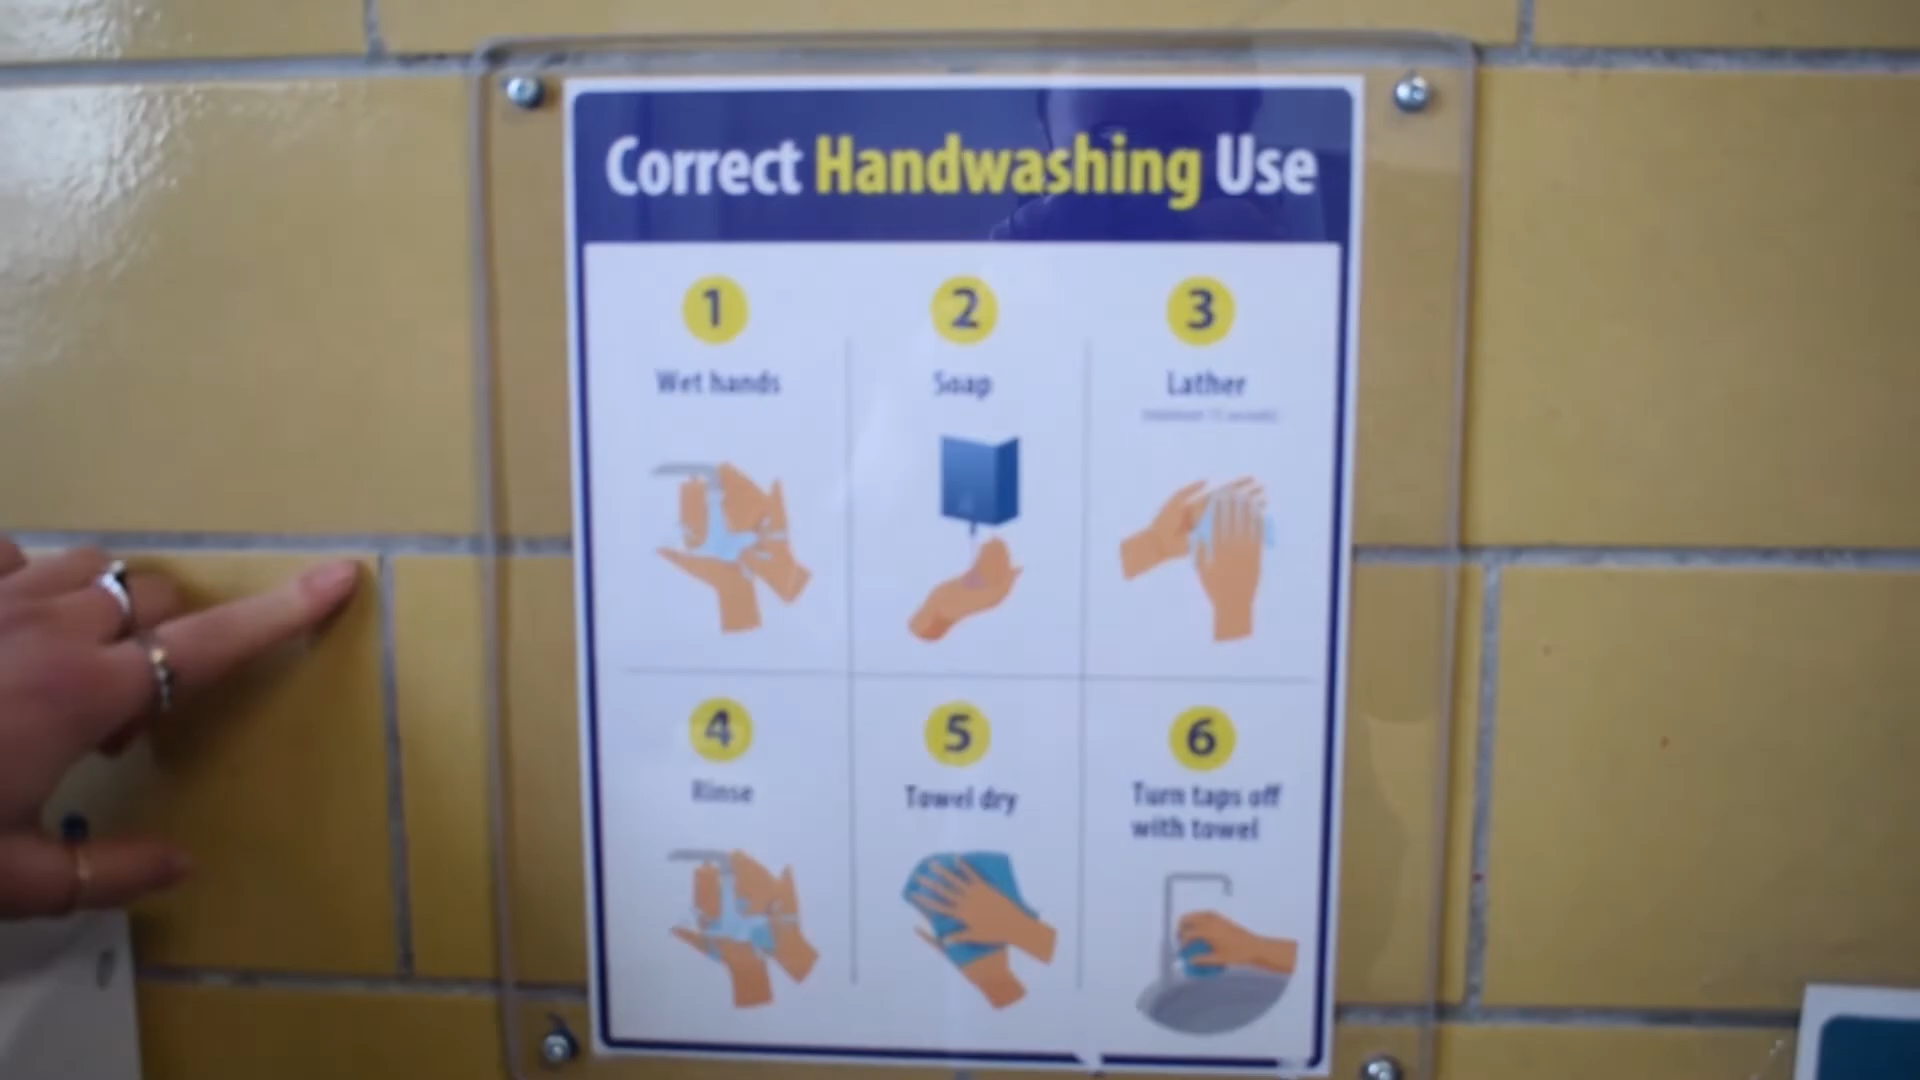 Correct Handwashing Use
1
Wet hands
2
Soap
3
Lather
4
Rinse
5
Towel dry
6
Turn taps off
with towel